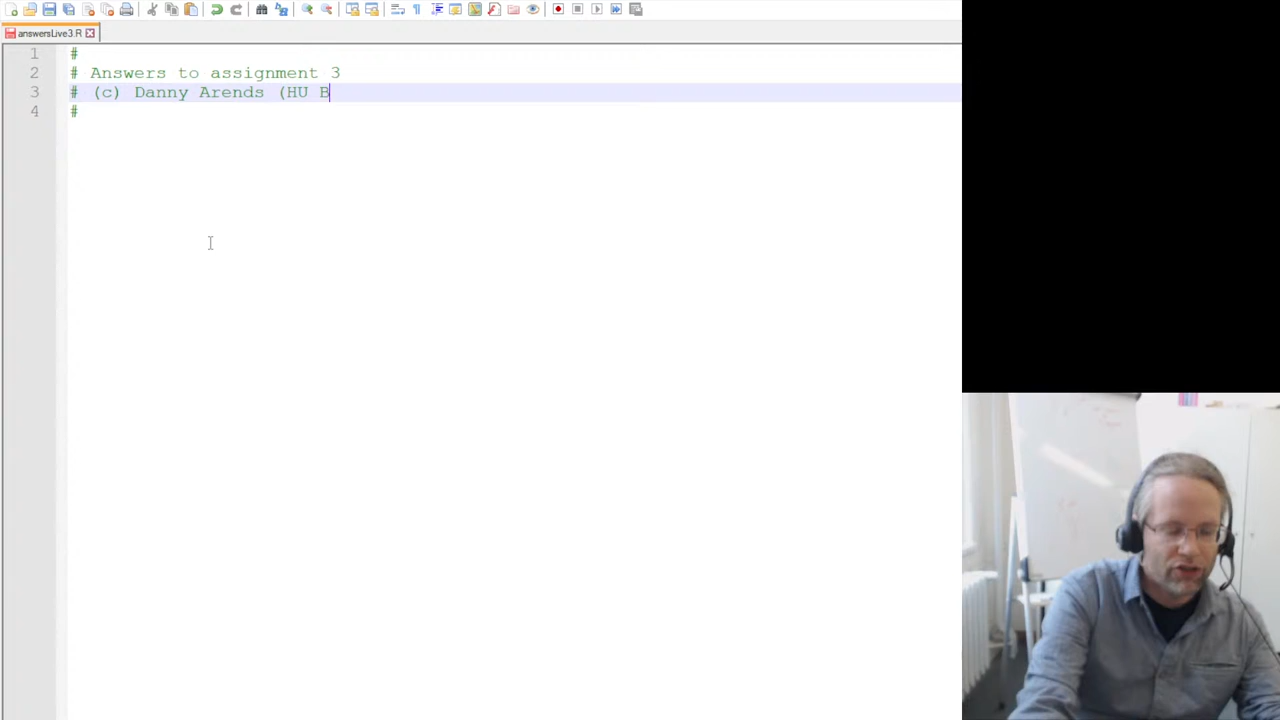 answersLive3.R
1 #
2 # Answers to assignment 3
3 # (c) Danny Arends (HU B
4 #